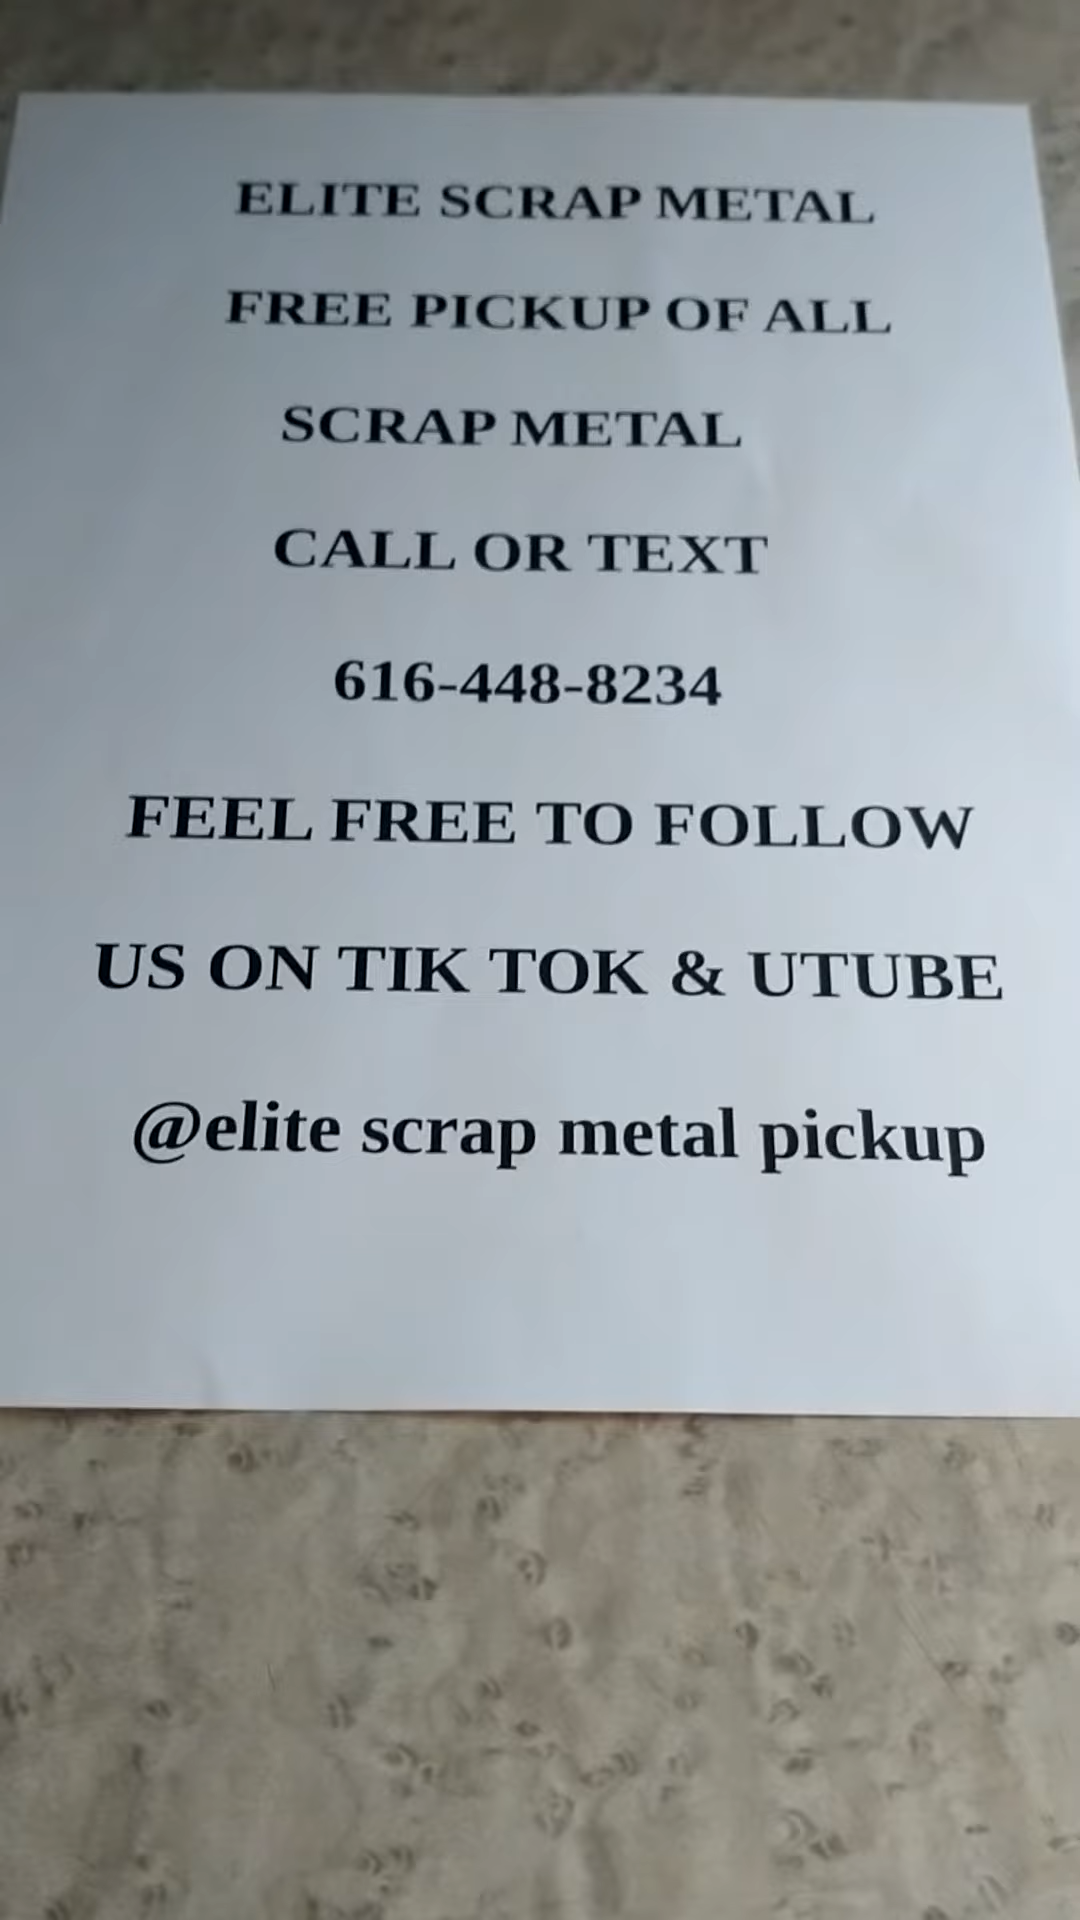 ELITE SCRAP METAL
FREE PICKUP OF ALL
SCRAP METAL
CALL OR TEXT
616-448-8234
FEEL FREE TO FOLLOW
US ON TIK TOK & UTUBE
@elite scrap metal pickup